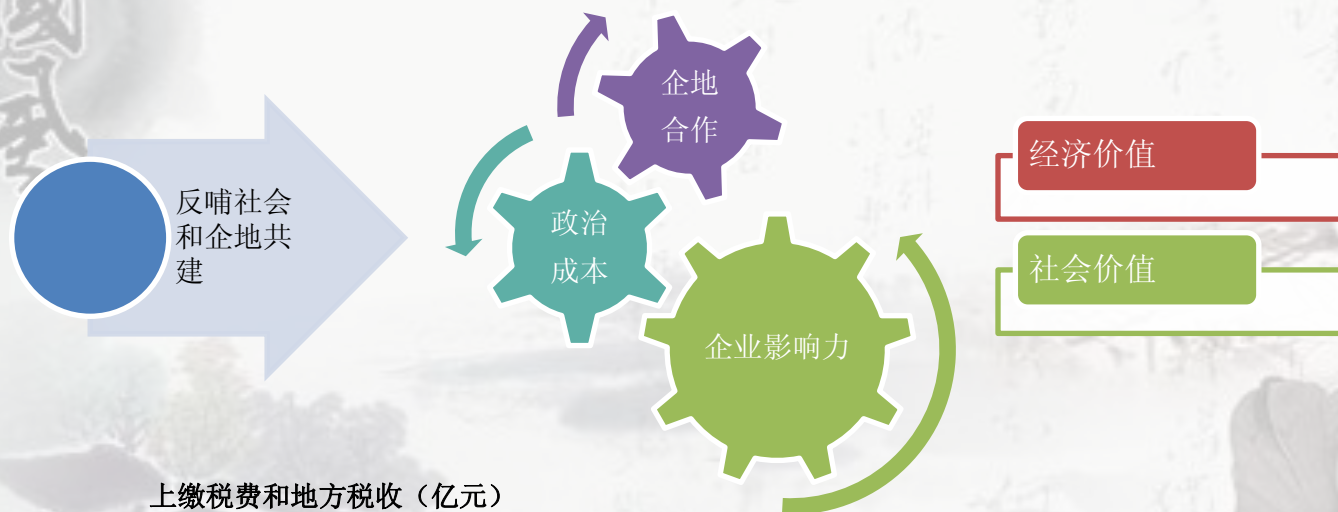 反哺社会
和企地共
建
企地
合作
政治
成本
企业影响力
经济价值
社会价值
上缴税费和地方税收（亿元）